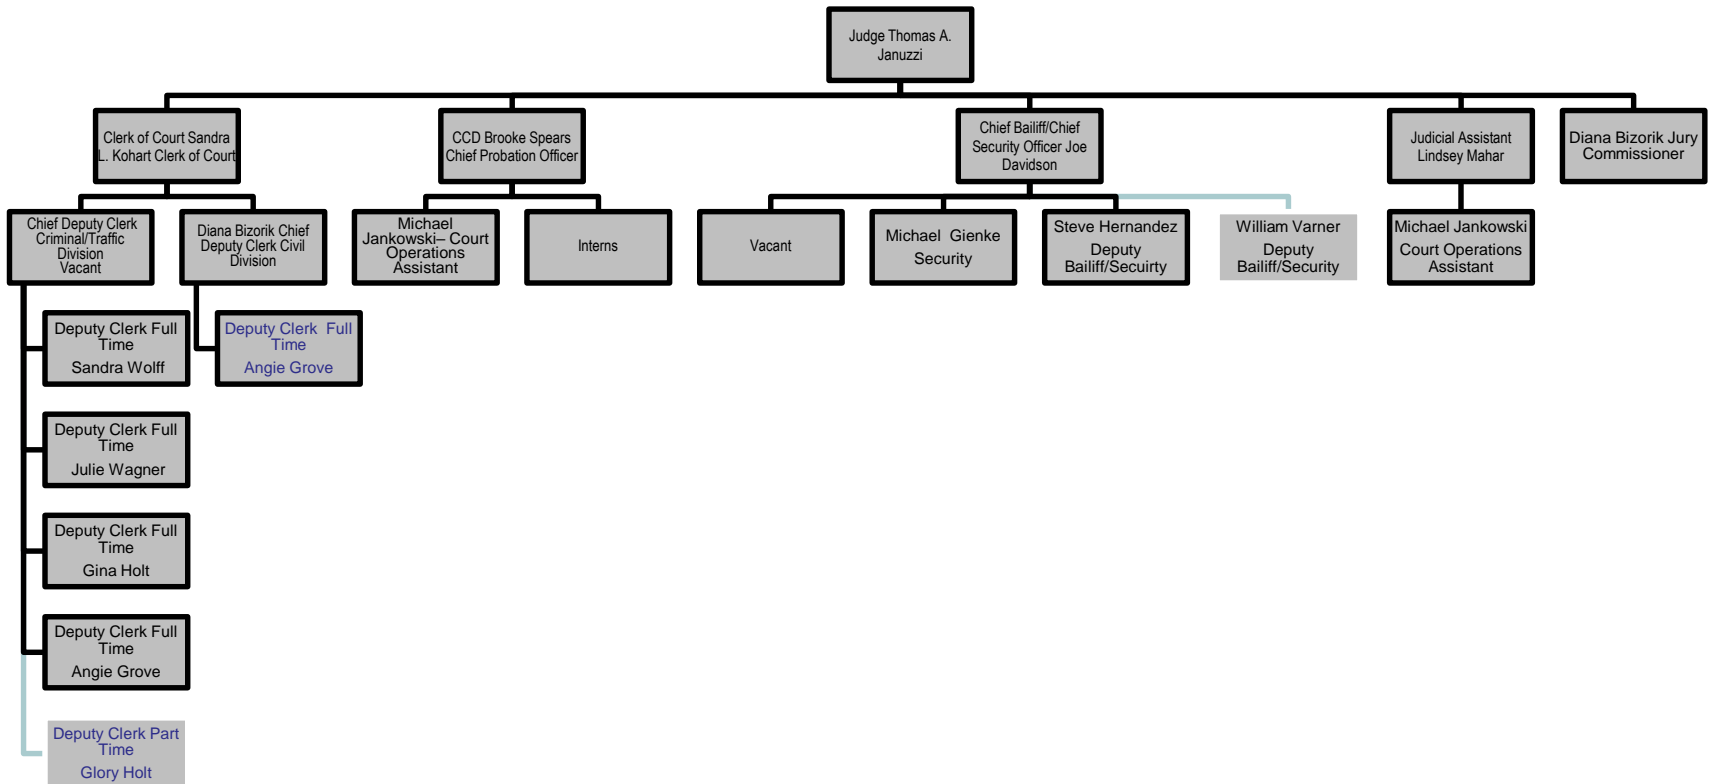 Judge Thomas A.
Januzzi
Clerk of Court Sandra
L. Kohart Clerk of Court
CCD Brooke Spears
Chief Probation Officer
Chief Bailiff/Chief
Security Officer Joe
Davidson
Judicial Assistant
Lindsey Mahar
Diana Bizorik Jury
Commissioner
Chief Deputy Clerk
Criminal/Traffic
Division
Vacant
Diana Bizorik Chief
Deputy Clerk Civil
Division
Michael
Jankowski– Court
Operations
Assistant
Interns
Vacant
Michael Gienke
Security
Steve Hernandez
Deputy
Bailiff/Secuirty
William Varner
Deputy
Bailiff/Security
Michael Jankowski
Court Operations
Assistant
Deputy Clerk Full
Time
Sandra Wolff
Deputy Clerk Full
Time
Angie Grove
Deputy Clerk Full
Time
Julie Wagner
Deputy Clerk Full
Time
Gina Holt
Deputy Clerk Full
Time
Angie Grove
Deputy Clerk Part
Time
Glory Holt